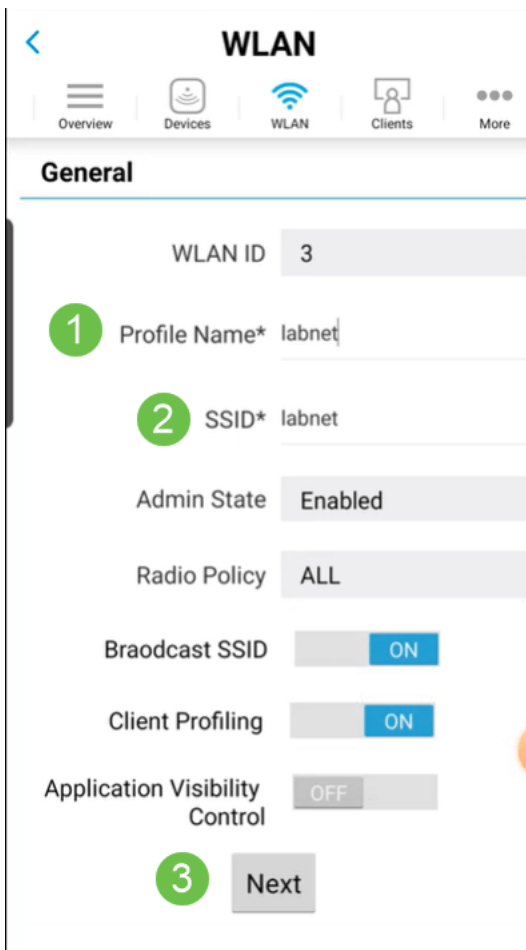 WLAN
Overview Devices WLAN Clients More
General
WLAN ID 3
1 Profile Name* labnet
2 SSID* labnet
Admin State Enabled
Radio Policy ALL
Braodcast SSID ON
Client Profiling ON
Application Visibility
Control OFF
3 Next